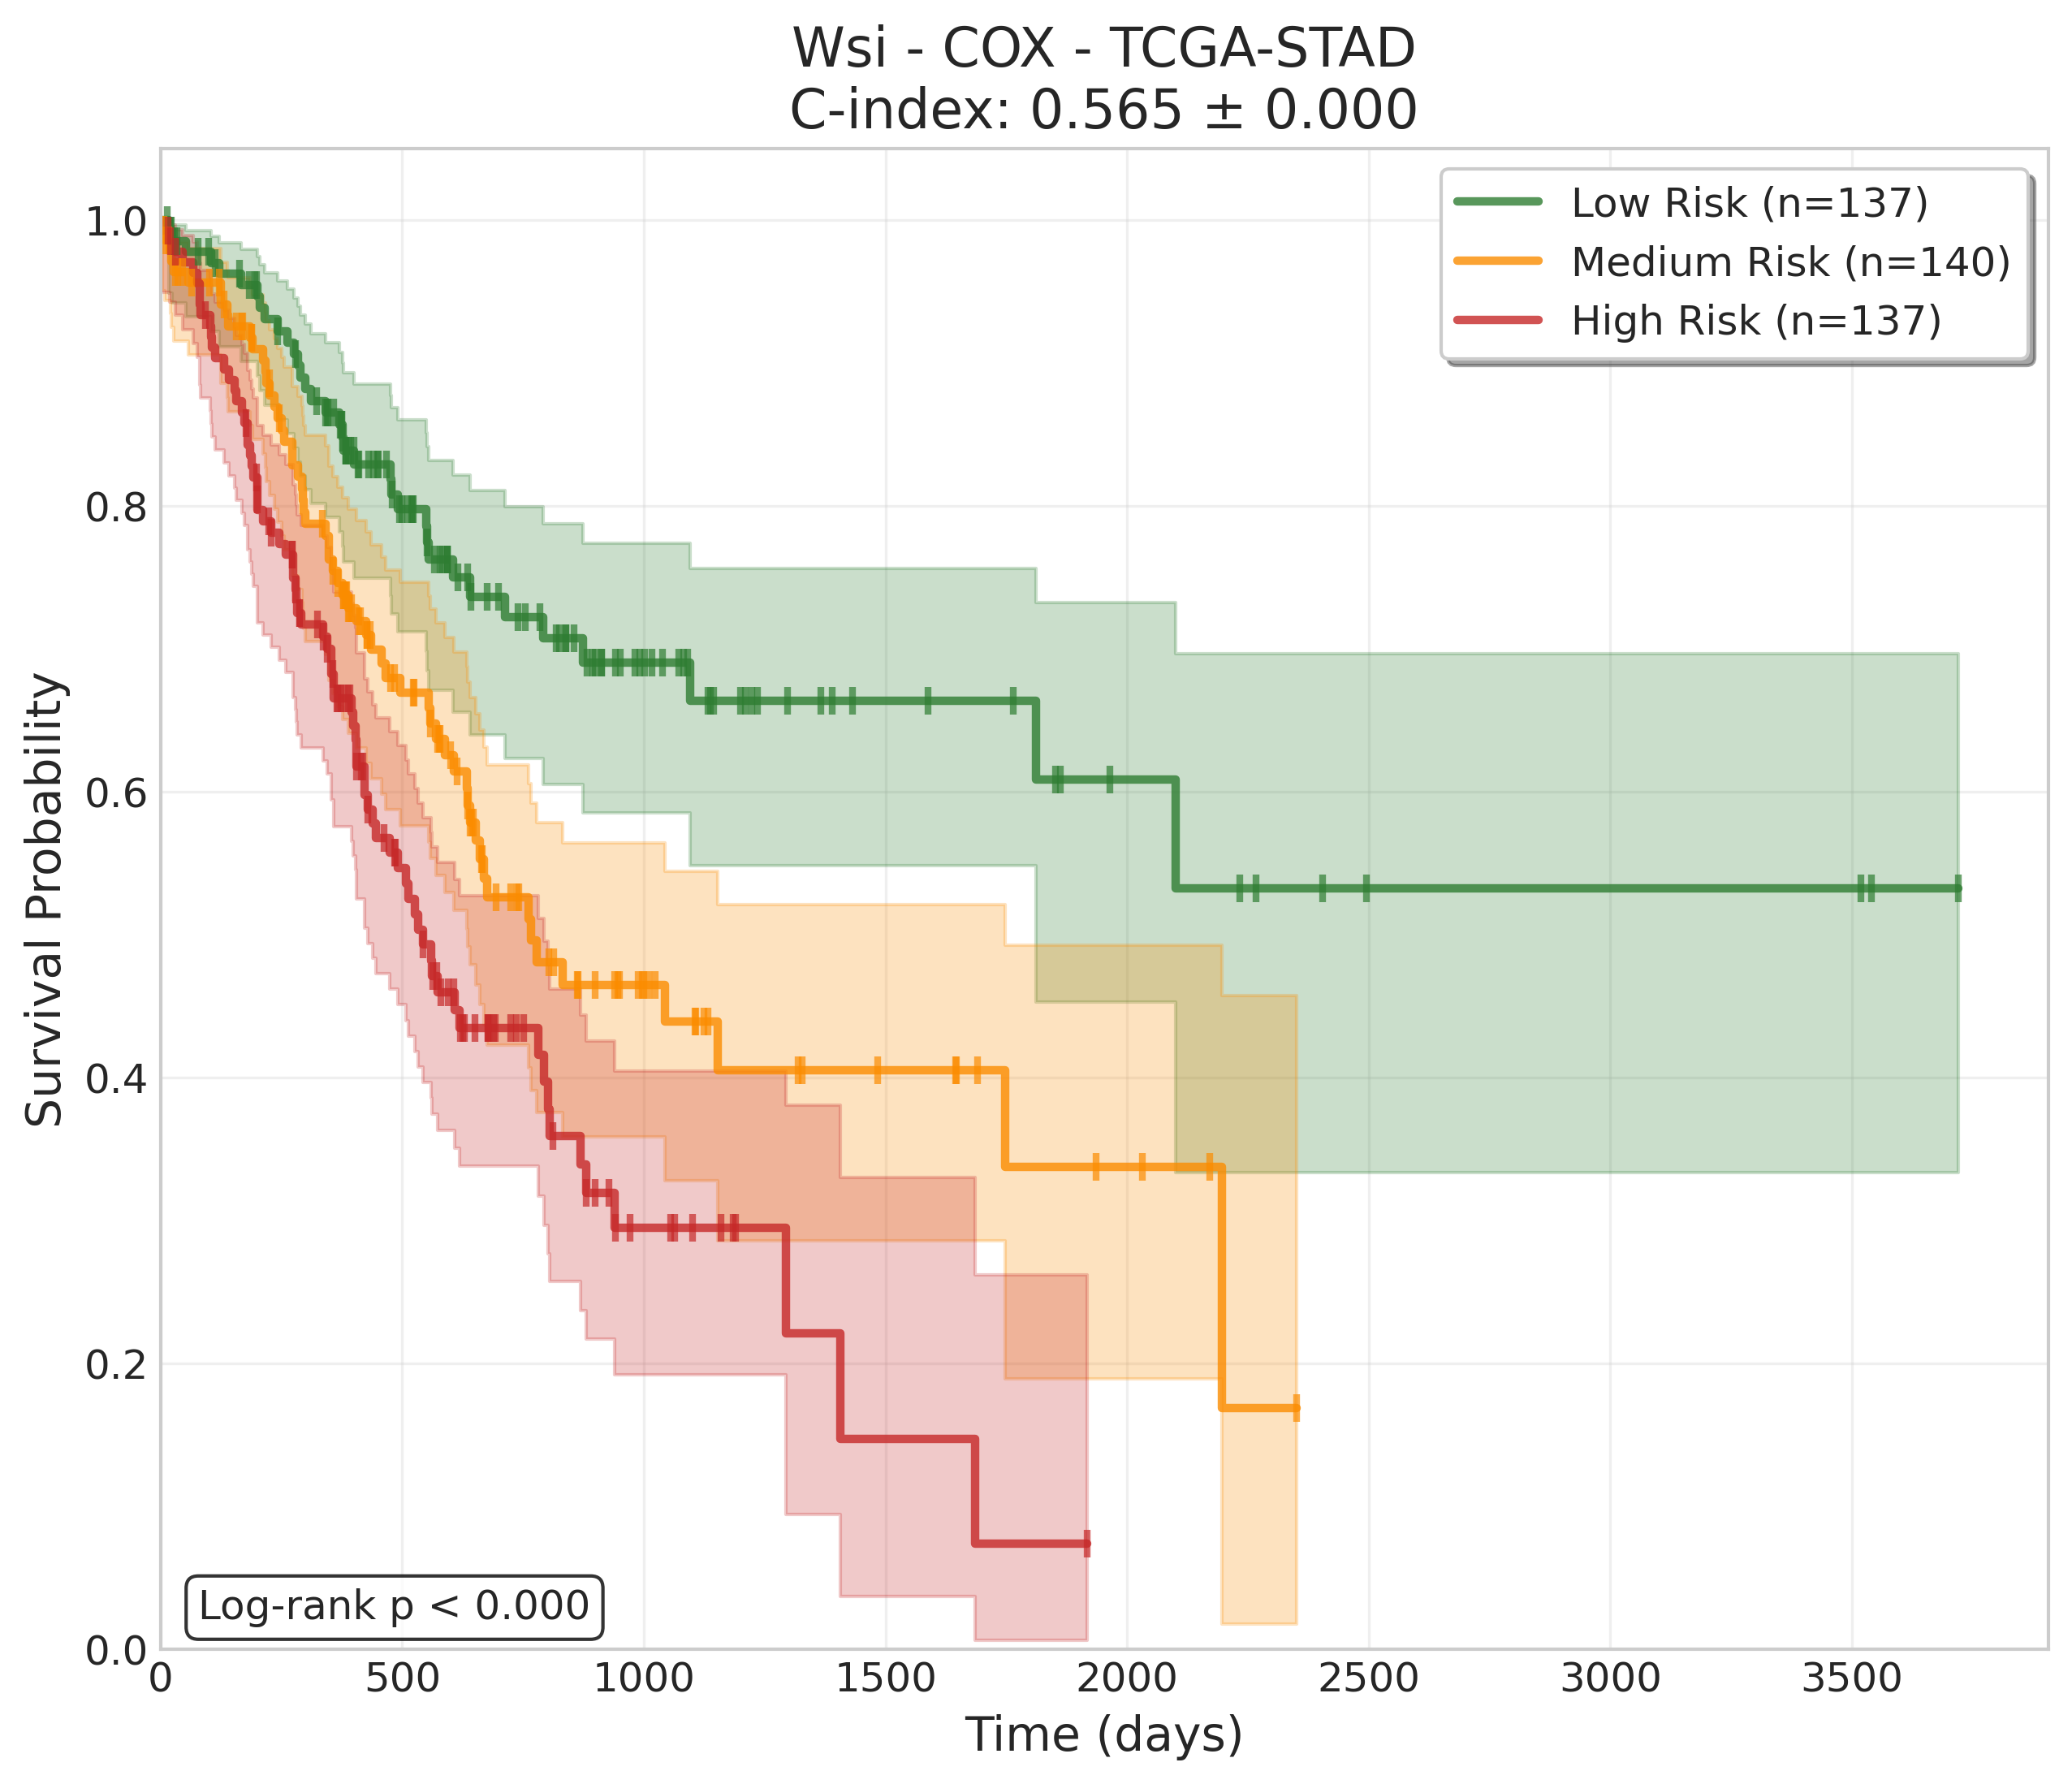 Wsi - COX - TCGA-STAD
C-index: 0.565 ± 0.000
Low Risk (n=137)
Medium Risk (n=140)
High Risk (n=137)
Survival Probability
1.0
0.8
0.6
0.4
0.2
0.0
Log-rank p < 0.000
0 500 1000 1500 2000 2500 3000 3500
Time (days)